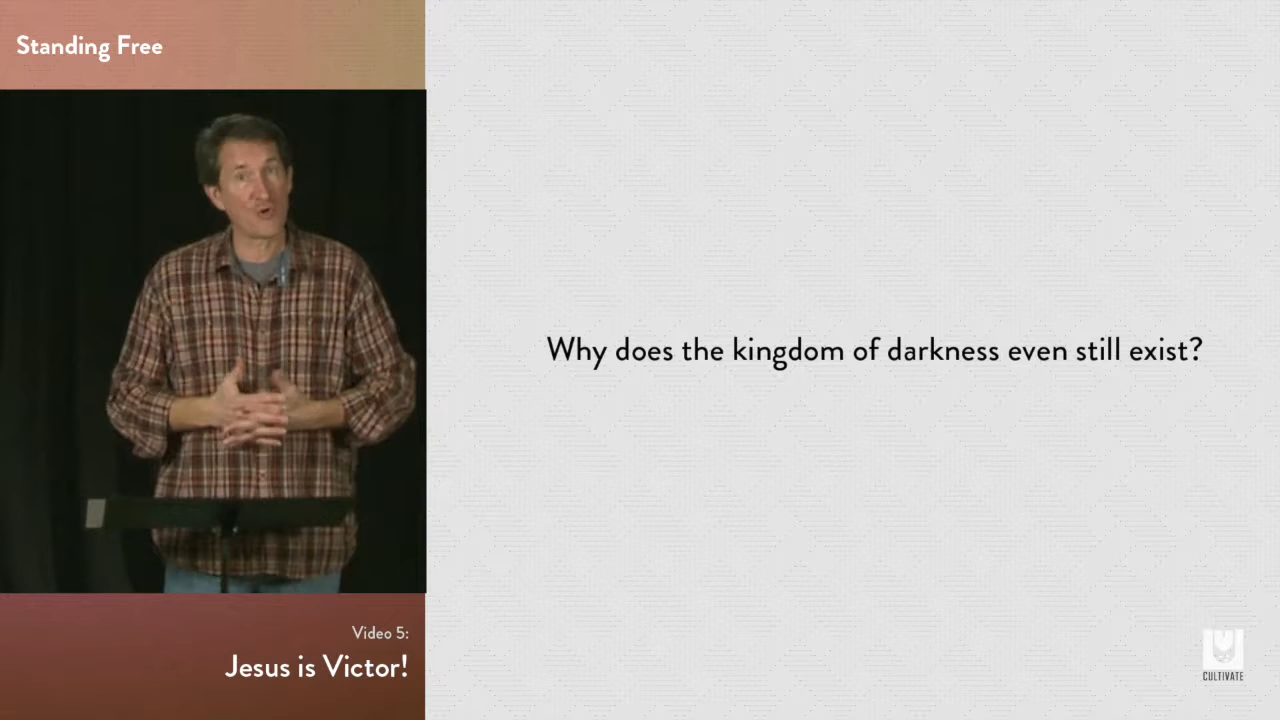 Standing Free
Why does the kingdom of darkness even still exist?
Video 5:
Jesus is Victor!
CULTIVATE